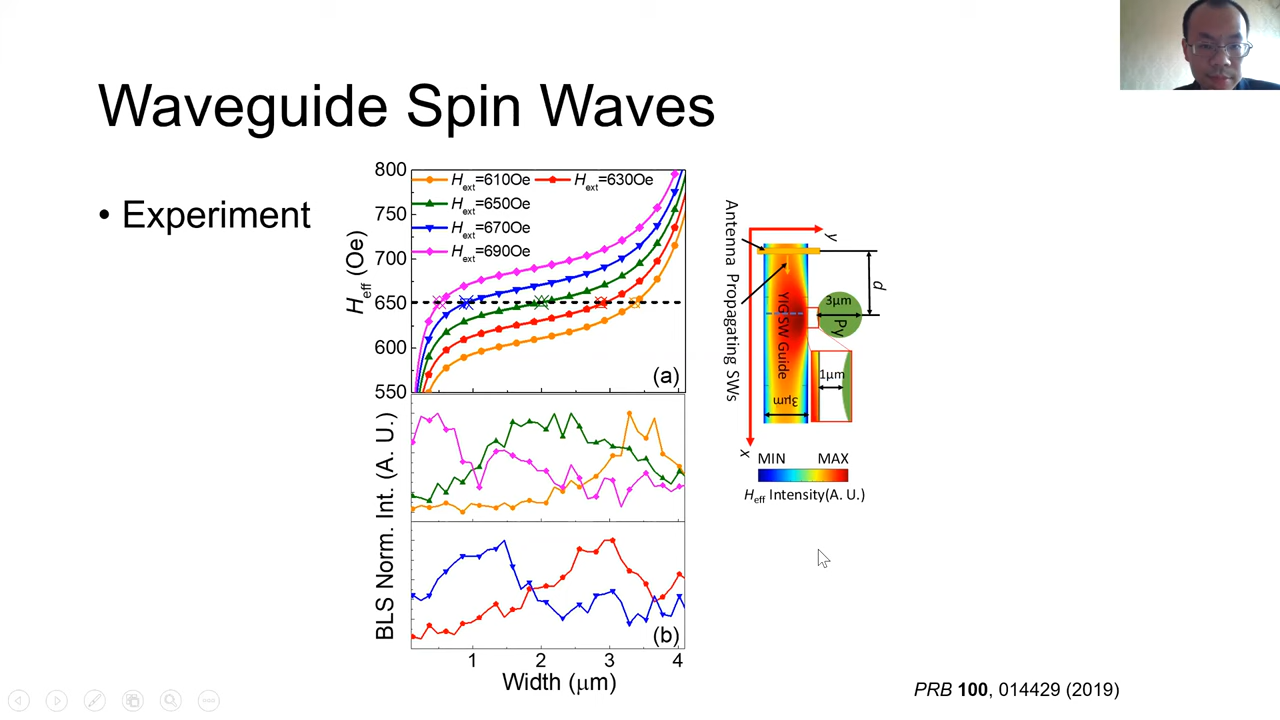 Waveguide Spin Waves
• Experiment
800
750
700
650
600
550
H_eff (Oe)
H_ext=610Oe
H_ext=630Oe
H_ext=650Oe
H_ext=670Oe
H_ext=690Oe
(a)
BLS Norm. Int. (A. U.)
(b)
1 2 3 4
Width (μm)
Antenna Propagating SWs
y
d
3μm
Py
YIG SW Guide
1μm
3μm
x
MIN MAX
H_eff Intensity(A. U.)
PRB 100, 014429 (2019)